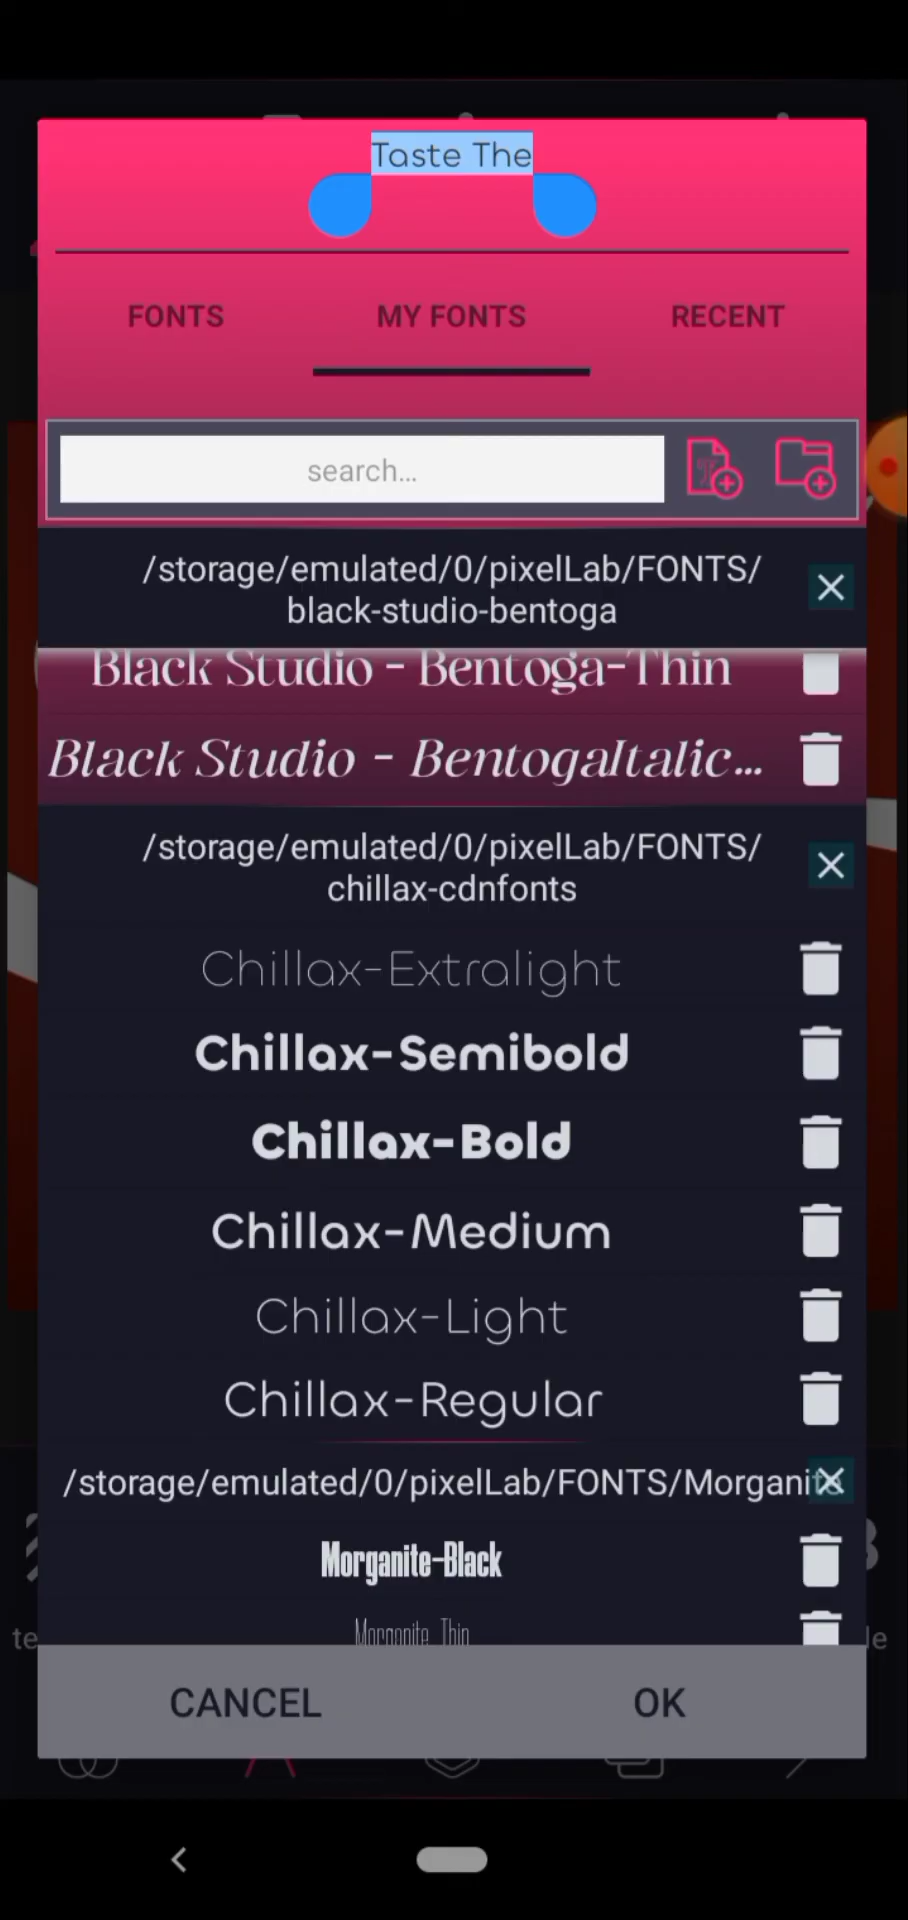 Taste The
FONTS
MY FONTS
RECENT
search...
/storage/emulated/0/pixelLab/FONTS/
black-studio-bentoga
Black Studio - Bentoga-Thin
Black Studio - BentogaItalic...
/storage/emulated/0/pixelLab/FONTS/
chillax-cdnfonts
Chillax-Extralight
Chillax-Semibold
Chillax-Bold
Chillax-Medium
Chillax-Light
Chillax-Regular
/storage/emulated/0/pixelLab/FONTS/Morganite
Morganite-Black
Morganite-Thin
CANCEL
OK